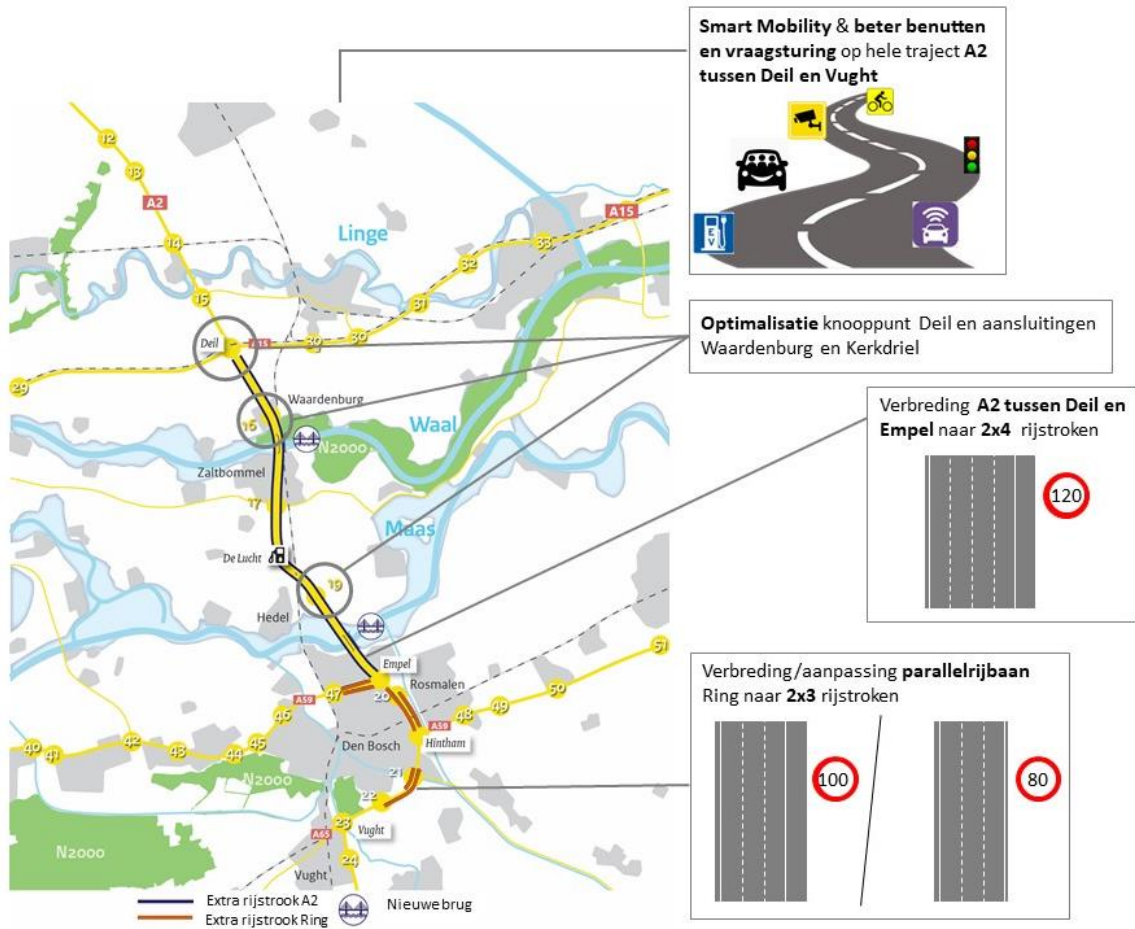 Smart Mobility & beter benutten
en vraagsturing op hele traject A2
tussen Deil en Vught
EV
12
13
A2
14
15
Linge
A15
33
32
31
Deil
A15
30
30
29
Waardenburg
16
N2000
Waal
Zaltbommel
17
Maas
De Lucht
19
Hedel
Optimalisatie knooppunt Deil en aansluitingen
Waardenburg en Kerkdriel
Verbreding A2 tussen Deil en
Empel naar 2x4 rijstroken
120
Empel
20
Rosmalen
51
50
49
48
A59
47
A59
46
45
44
43
42
41
40
Den Bosch
Hintham
21
22
N2000
23
Vught
A65
24
N2000
Vught
Verbreding/aanpassing parallelrijbaan
Ring naar 2x3 rijstroken
100
80
Extra rijstrook A2
Extra rijstrook Ring
Nieuwe brug